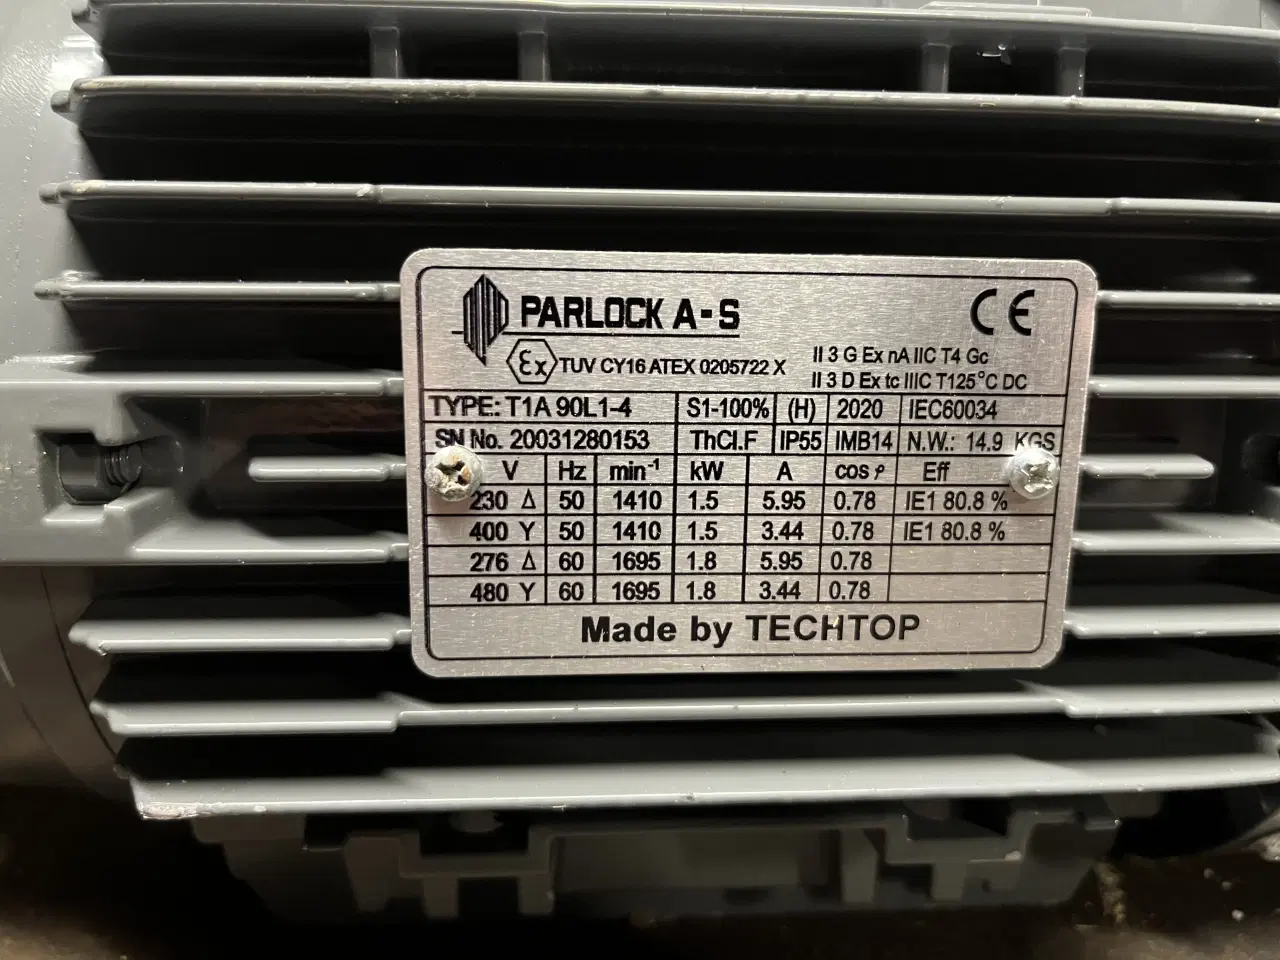 PARLOCK A-S
CE
Ex TUV CY16 ATEX 0205722 X
II 3 G Ex nA IIC T4 Gc
II 3 D Ex tc IIIC T125°C DC
TYPE: T1A 90L1-4 S1-100% (H) 2020 IEC60034
SN No. 20031280153 ThCl.F IP55 IMB14 N.W.: 14.9 KGS
V Hz min⁻¹ kW A cos ρ Eff
230 Δ 50 1410 1.5 5.95 0.78 IE1 80.8 %
400 Y 50 1410 1.5 3.44 0.78 IE1 80.8 %
276 Δ 60 1695 1.8 5.95 0.78
480 Y 60 1695 1.8 3.44 0.78
Made by TECHTOP